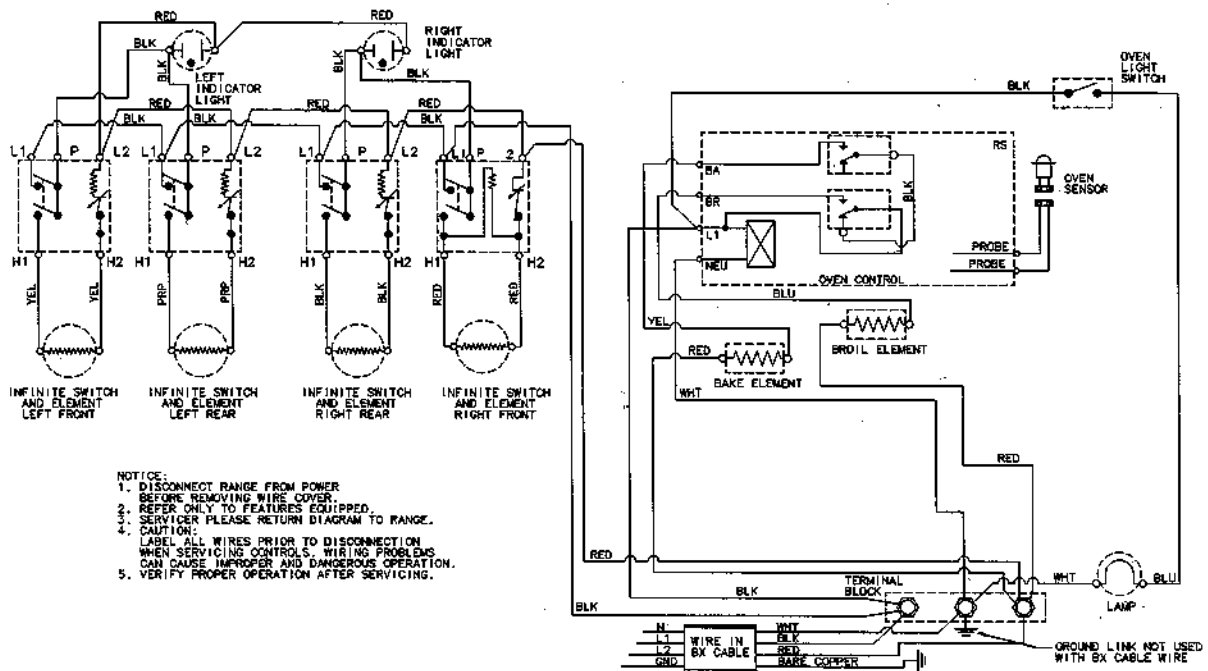 RED
RED
RIGHT
INDICATOR
LIGHT
BLK
BLK
BLK
BLK
LEFT
INDICATOR
LIGHT
RED
BLK
RED
BLK
RED
BLK
L1 P L2
L1 P L2
L1 P L2
L1 P 2
H1 H2
H1 H2
H1 H2
H1 H2
YEL
YEL
PRP
PRP
BLK
BLK
RED
RED
INFINITE SWITCH
AND ELEMENT
LEFT FRONT
INFINITE SWITCH
AND ELEMENT
LEFT REAR
INFINITE SWITCH
AND ELEMENT
RIGHT REAR
INFINITE SWITCH
AND ELEMENT
RIGHT FRONT
OVEN
LIGHT
SWITCH
BLK
RS
BA
BR
L1
NEU
BLK
OVEN
SENSOR
PROBE
PROBE
OVEN CONTROL
BLU
YEL
BROIL ELEMENT
RED
BAKE ELEMENT
WHT
RED
NOTICE:
1. DISCONNECT RANGE FROM POWER
BEFORE REMOVING WIRE COVER.
2. REFER ONLY TO FEATURES EQUIPPED.
3. SERVICER PLEASE RETURN DIAGRAM TO RANGE.
4. CAUTION:
LABEL ALL WIRES PRIOR TO DISCONNECTION
WHEN SERVICING CONTROLS. WIRING PROBLEMS
CAN CAUSE IMPROPER AND DANGEROUS OPERATION.
5. VERIFY PROPER OPERATION AFTER SERVICING.
RED
TERMINAL
BLOCK
BLK
BLK
WHT
BLU
LAMP
N
L1
L2
GND
WIRE IN
BX CABLE
WHT
BLK
RED
BARE COPPER
GROUND LINK NOT USED
WITH BX CABLE WIRE